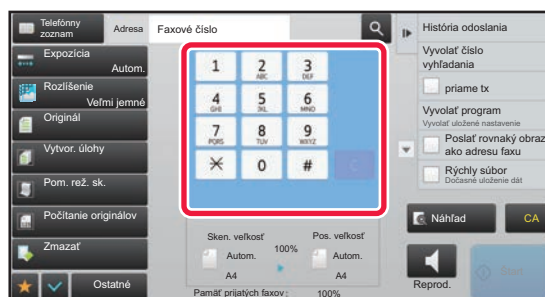 Telefónny
zoznam
Adresa
Faxové číslo
Expozícia
Autom.
Rozlíšenie
Veľmi jemné
Originál
Vytvor. úlohy
Pom. rež. sk.
Počítanie originálov
Zmazať
Ostatné
1
2
ABC
3
DEF
4
GHI
5
JKL
6
MNO
7
PQRS
8
TUV
9
WXYZ
0
#
C
Sken. veľkosť
Pos. veľkosť
100%
Autom.
Autom.
A4
A4
Pamäť prijatých faxov :
100%
História odoslania
Vyvolať číslo
vyhľadania
priame tx
Vyvolať program
Vyvolať uložené nastavenie
Poslať rovnaký obraz
ako adresu faxu
Rýchly súbor
Dočasné uloženie dát
Náhľad
CA
Reprod.
Start